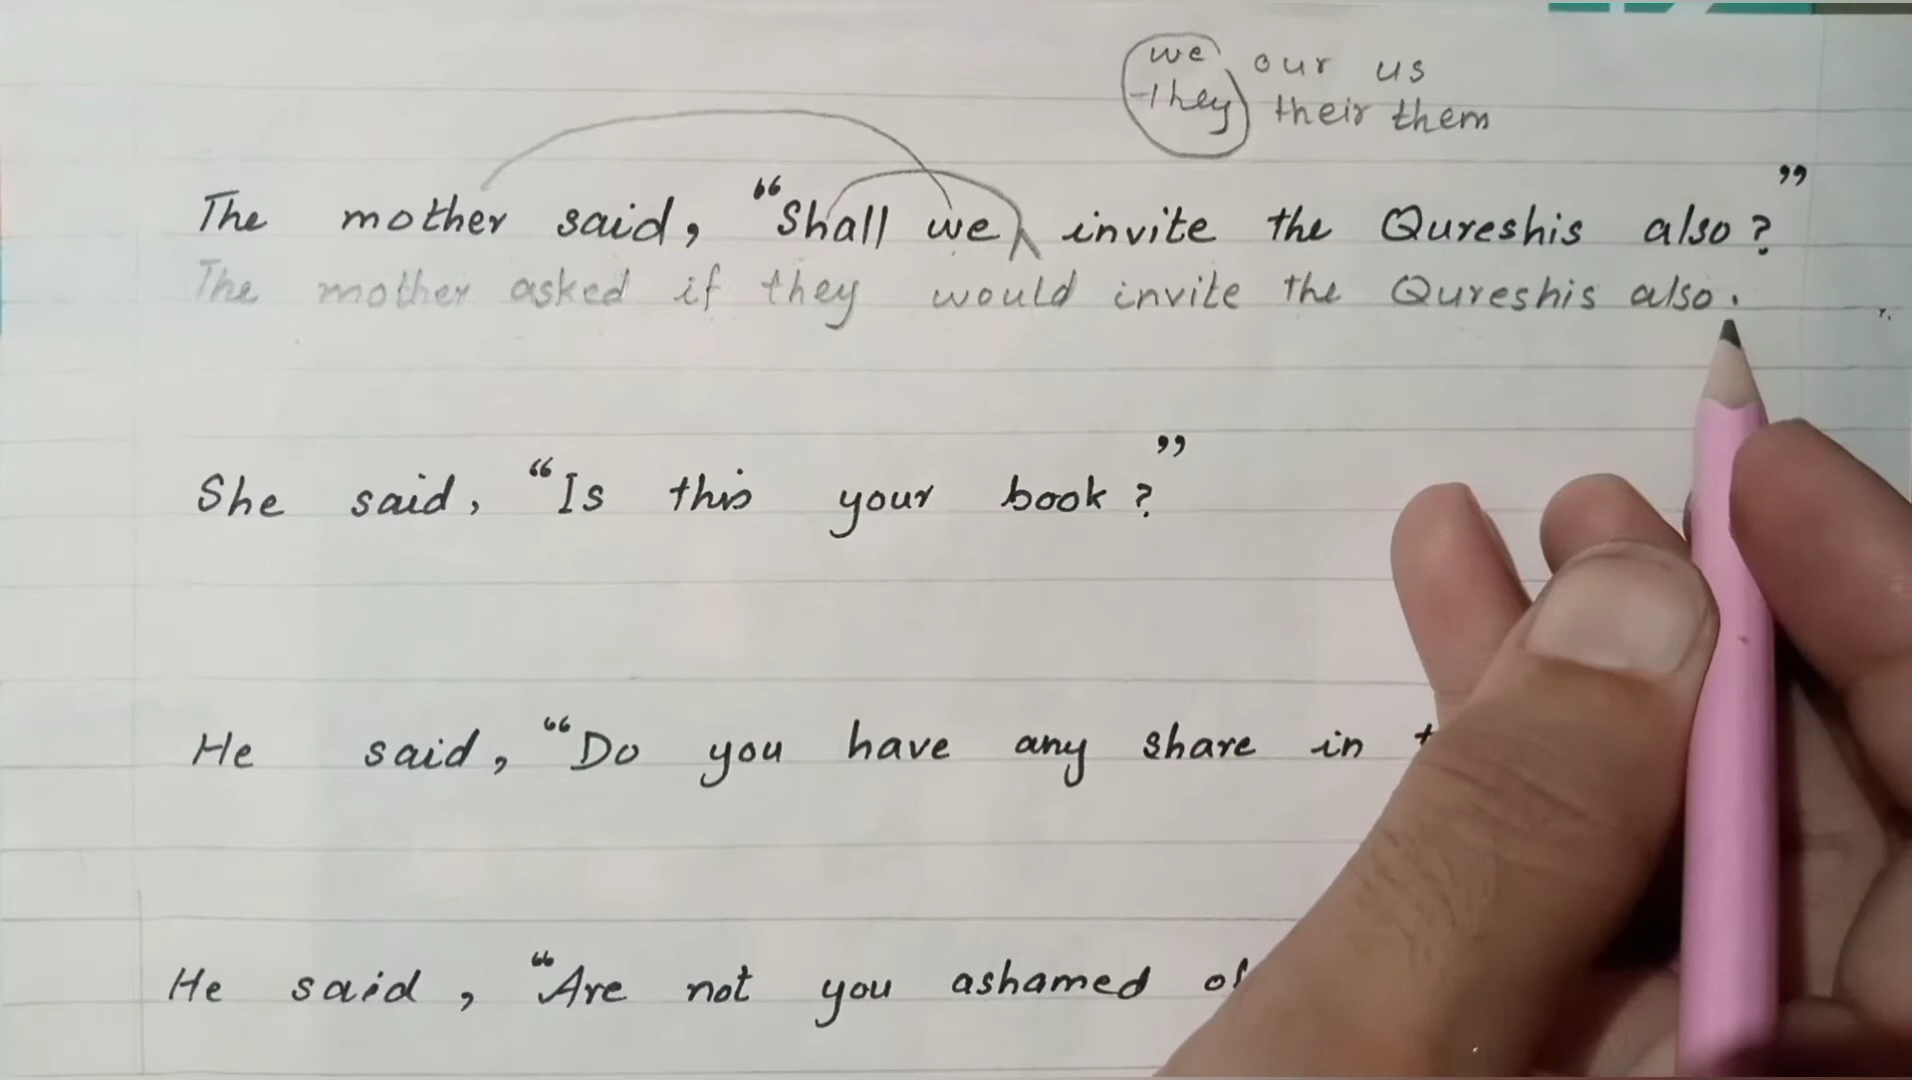 we our us
they their them
The mother said, “Shall we invite the Qureshis also?”
The mother asked if they would invite the Qureshis also.
She said, “Is this your book?”
He said, “Do you have any share in
He said, “Are not you ashamed of